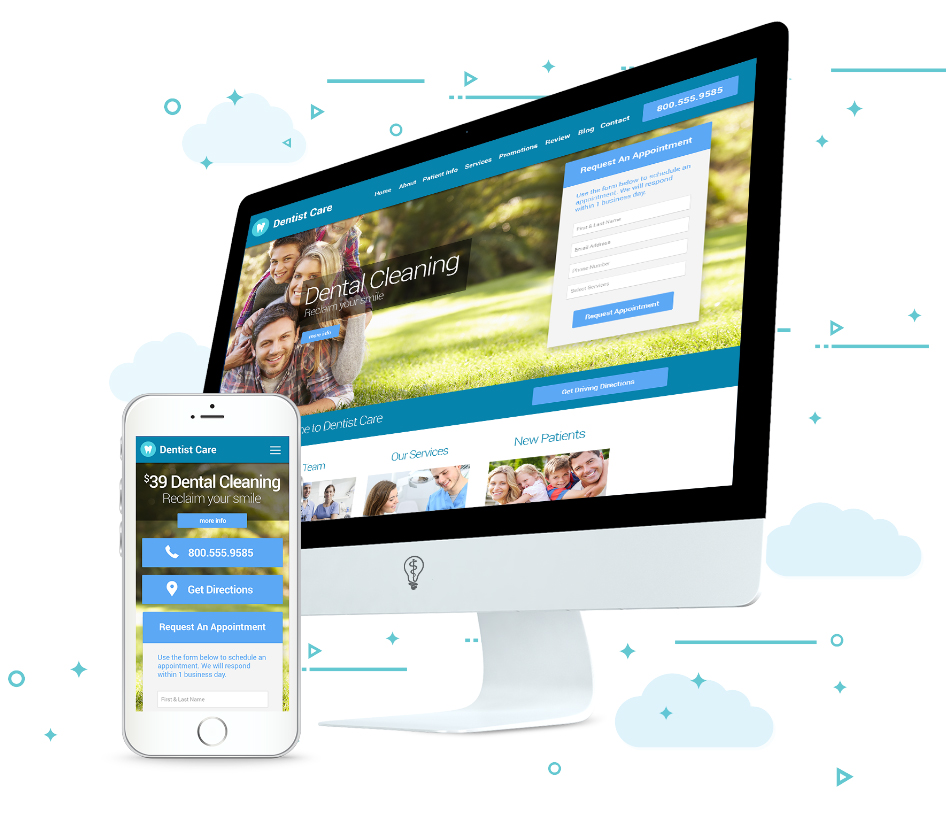 800.555.9585
Home About Patient Info Services Promotions Review Blog Contact
Dentist Care
Request An Appointment
Use the form below to schedule an
appointment. We will respond
within 1 business day.
First & Last Name
Email Address
Phone Number
Select Services
Request Appointment
Dental Cleaning
Reclaim your smile
more info
Get Driving Directions
to Dentist Care
Team
Our Services
New Patients
Dentist Care
$39 Dental Cleaning
Reclaim your smile
more info
800.555.9585
Get Directions
Request An Appointment
Use the form below to schedule an
appointment. We will respond
within 1 business day.
First & Last Name